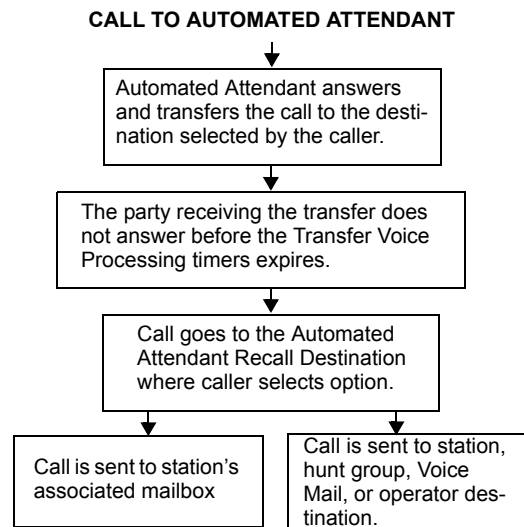 CALL TO AUTOMATED ATTENDANT
Automated Attendant answers
and transfers the call to the desti-
nation selected by the caller.
The party receiving the transfer does
not answer before the Transfer Voice
Processing timers expires.
Call goes to the Automated
Attendant Recall Destination
where caller selects option.
Call is sent to station's
associated mailbox
Call is sent to station,
hunt group, Voice
Mail, or operator des-
tination.